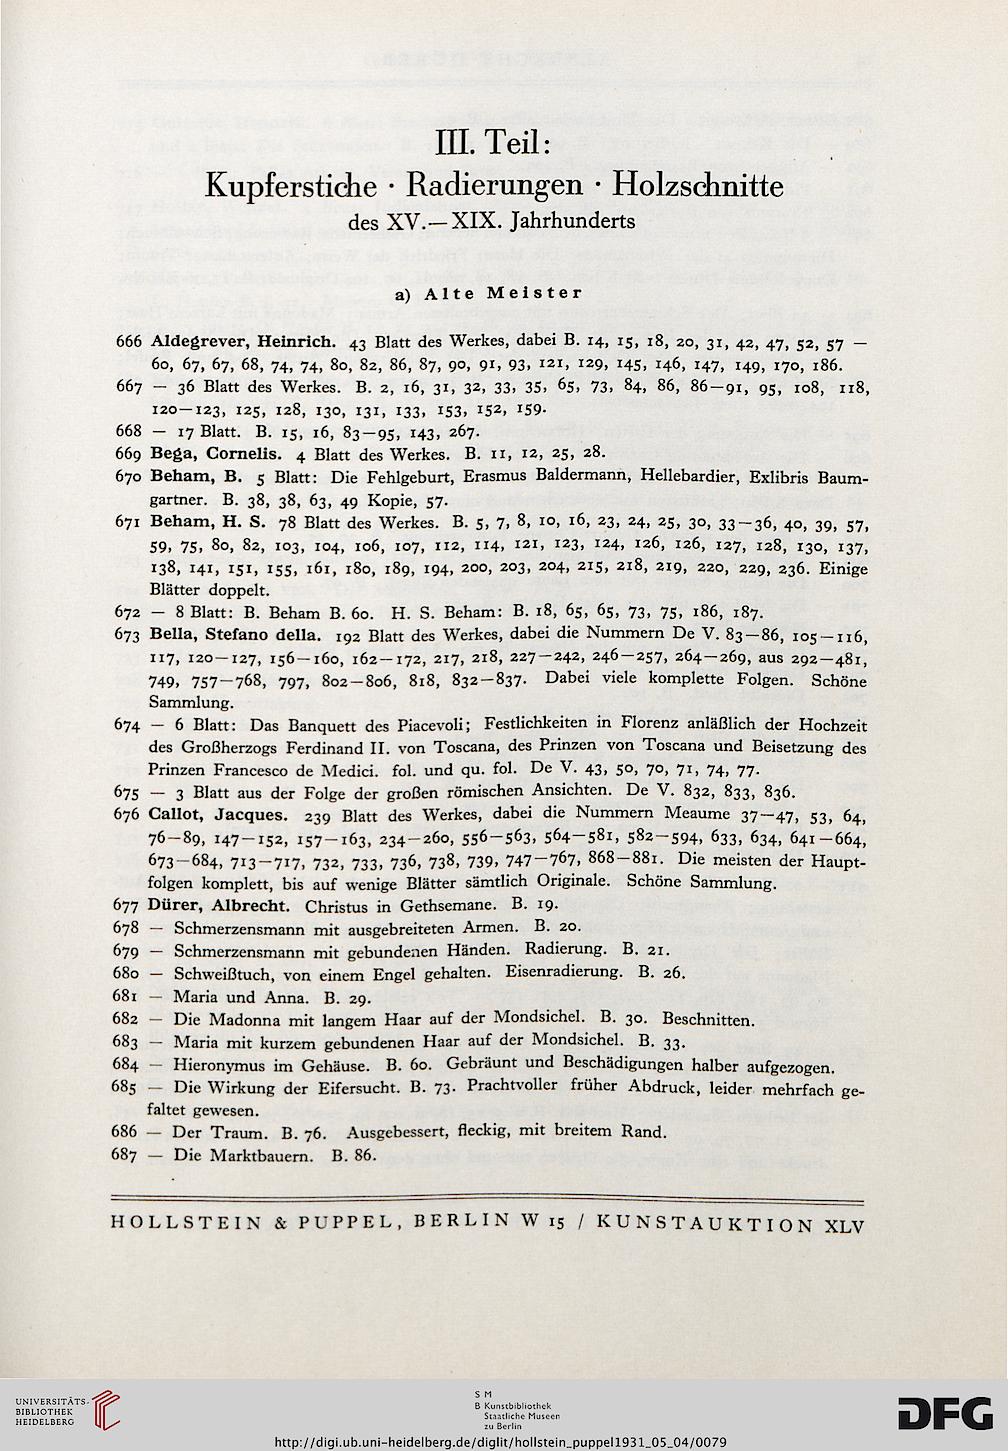 III. Teil:
Kupferstiche · Radierungen · Holzschnitte
des XV.—XIX. Jahrhunderts
a) Alte Meister
666 Aldegrever, Heinrich. 43 Blatt des Werkes, dabei B. 14, 15, 18, 20, 31, 42, 47, 52, 57 —
60, 67, 67, 68, 74, 74, 80, 82, 86, 87, 90, 91, 93, 121, 129, 145, 146, 147, 149, 170, 186.
667 — 36 Blatt des Werkes. B. 2, 16, 31, 32, 33, 35, 65, 73, 84, 86, 86—91, 95, 108, 118,
120—123, 125, 128, 130, 131, 133, 153, 152, 159.
668 — 17 Blatt. B. 15, 16, 83—95, 143, 267.
669 Bega, Cornelis. 4 Blatt des Werkes. B. 11, 12, 25, 28.
670 Beham, B. 5 Blatt: Die Fehlgeburt, Erasmus Baldermann, Hellebardier, Exlibris Baum-
gartner. B. 38, 38, 63, 49 Kopie, 57.
671 Beham, H. S. 78 Blatt des Werkes. B. 5, 7, 8, 10, 16, 23, 24, 25, 30, 33—36, 40, 39, 57,
59, 75, 80, 82, 103, 104, 106, 107, 112, 114, 121, 123, 124, 126, 126, 127, 128, 130, 137,
138, 141, 151, 155, 161, 180, 189, 194, 200, 203, 204, 215, 218, 219, 220, 229, 236. Einige
Blätter doppelt.
672 — 8 Blatt: B. Beham B. 60. H. S. Beham: B. 18, 65, 65, 73, 75, 186, 187.
673 Bella, Stefano della. 192 Blatt des Werkes, dabei die Nummern De V. 83—86, 105—116,
117, 120—127, 156—160, 162—172, 217, 218, 227—242, 246—257, 264—269, aus 292—481,
749, 757—768, 797, 802—806, 818, 832—837. Dabei viele komplette Folgen. Schöne
Sammlung.
674 — 6 Blatt: Das Banquett des Piacevoli; Festlichkeiten in Florenz anläßlich der Hochzeit
des Großherzogs Ferdinand II. von Toscana, des Prinzen von Toscana und Beisetzung des
Prinzen Francesco de Medici. fol. und qu. fol. De V. 43, 50, 70, 71, 74, 77.
675 — 3 Blatt aus der Folge der großen römischen Ansichten. De V. 832, 833, 836.
676 Callot, Jacques. 239 Blatt des Werkes, dabei die Nummern Meaume 37—47, 53, 64,
76—89, 147—152, 157—163, 234—260, 556—563, 564—581, 582—594, 633, 634, 641—664,
673—684, 713—717, 732, 733, 736, 738, 739, 747—767, 868—881. Die meisten der Haupt-
folgen komplett, bis auf wenige Blätter sämtlich Originale. Schöne Sammlung.
677 Dürer, Albrecht. Christus in Gethsemane. B. 19.
678 — Schmerzensmann mit ausgebreiteten Armen. B. 20.
679 — Schmerzensmann mit gebundenen Händen. Radierung. B. 21.
680 — Schweißtuch, von einem Engel gehalten. Eisenradierung. B. 26.
681 — Maria und Anna. B. 29.
682 — Die Madonna mit langem Haar auf der Mondsichel. B. 30. Beschnitten.
683 — Maria mit kurzem gebundenen Haar auf der Mondsichel. B. 33.
684 — Hieronymus im Gehäuse. B. 60. Gebräunt und Beschädigungen halber aufgezogen.
685 — Die Wirkung der Eifersucht. B. 73. Prachtvoller früher Abdruck, leider mehrfach ge-
faltet gewesen.
686 — Der Traum. B. 76. Ausgebessert, fleckig, mit breitem Rand.
687 — Die Marktbauern. B. 86.
HOLLSTEIN & PUPPEL, BERLIN W 15 / KUNSTAUKTION XLV
UNIVERSITÄTS-
BIBLIOTHEK
HEIDELBERG
S M
B Kunstbibliothek
Staatliche Museen
zu Berlin
DFG
http://digi.ub.uni-heidelberg.de/diglit/hollstein_puppel1931_05_04/0079